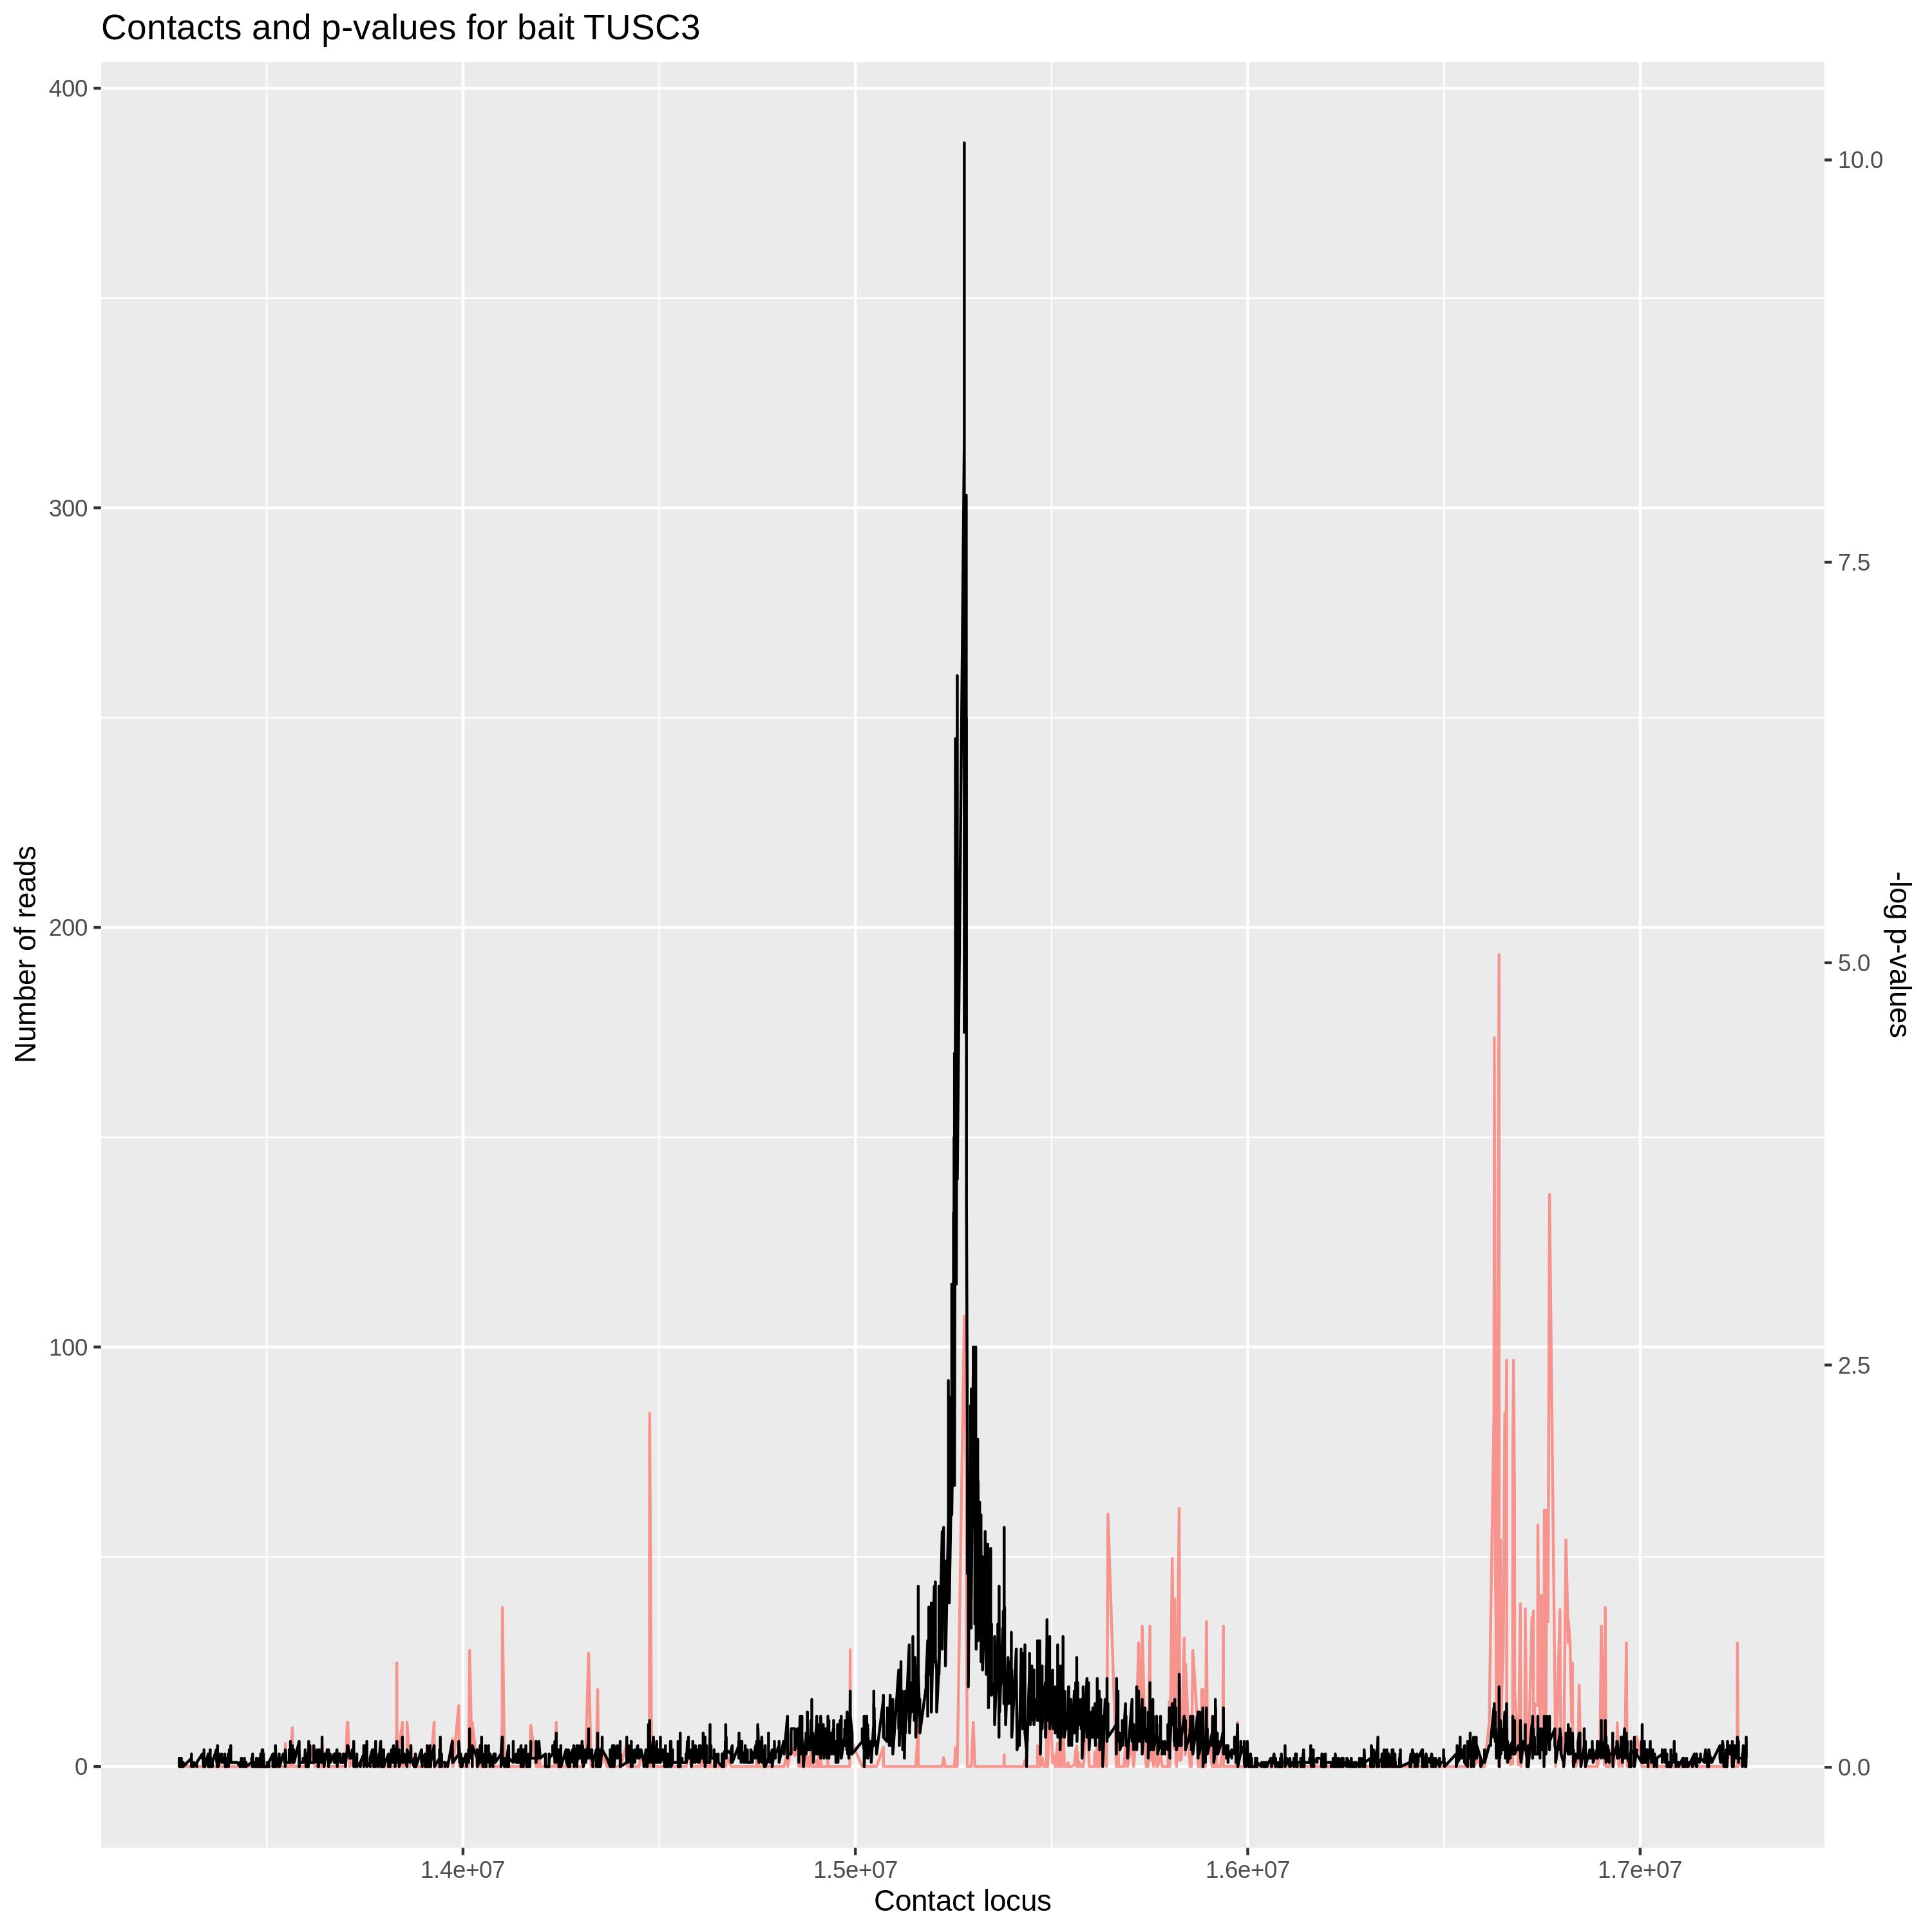 Contacts and p-values for bait TUSC3
400
300
200
100
0
Number of reads
10.0
7.5
5.0
2.5
0.0
-log p-values
1.4e+07
1.5e+07
1.6e+07
1.7e+07
Contact locus